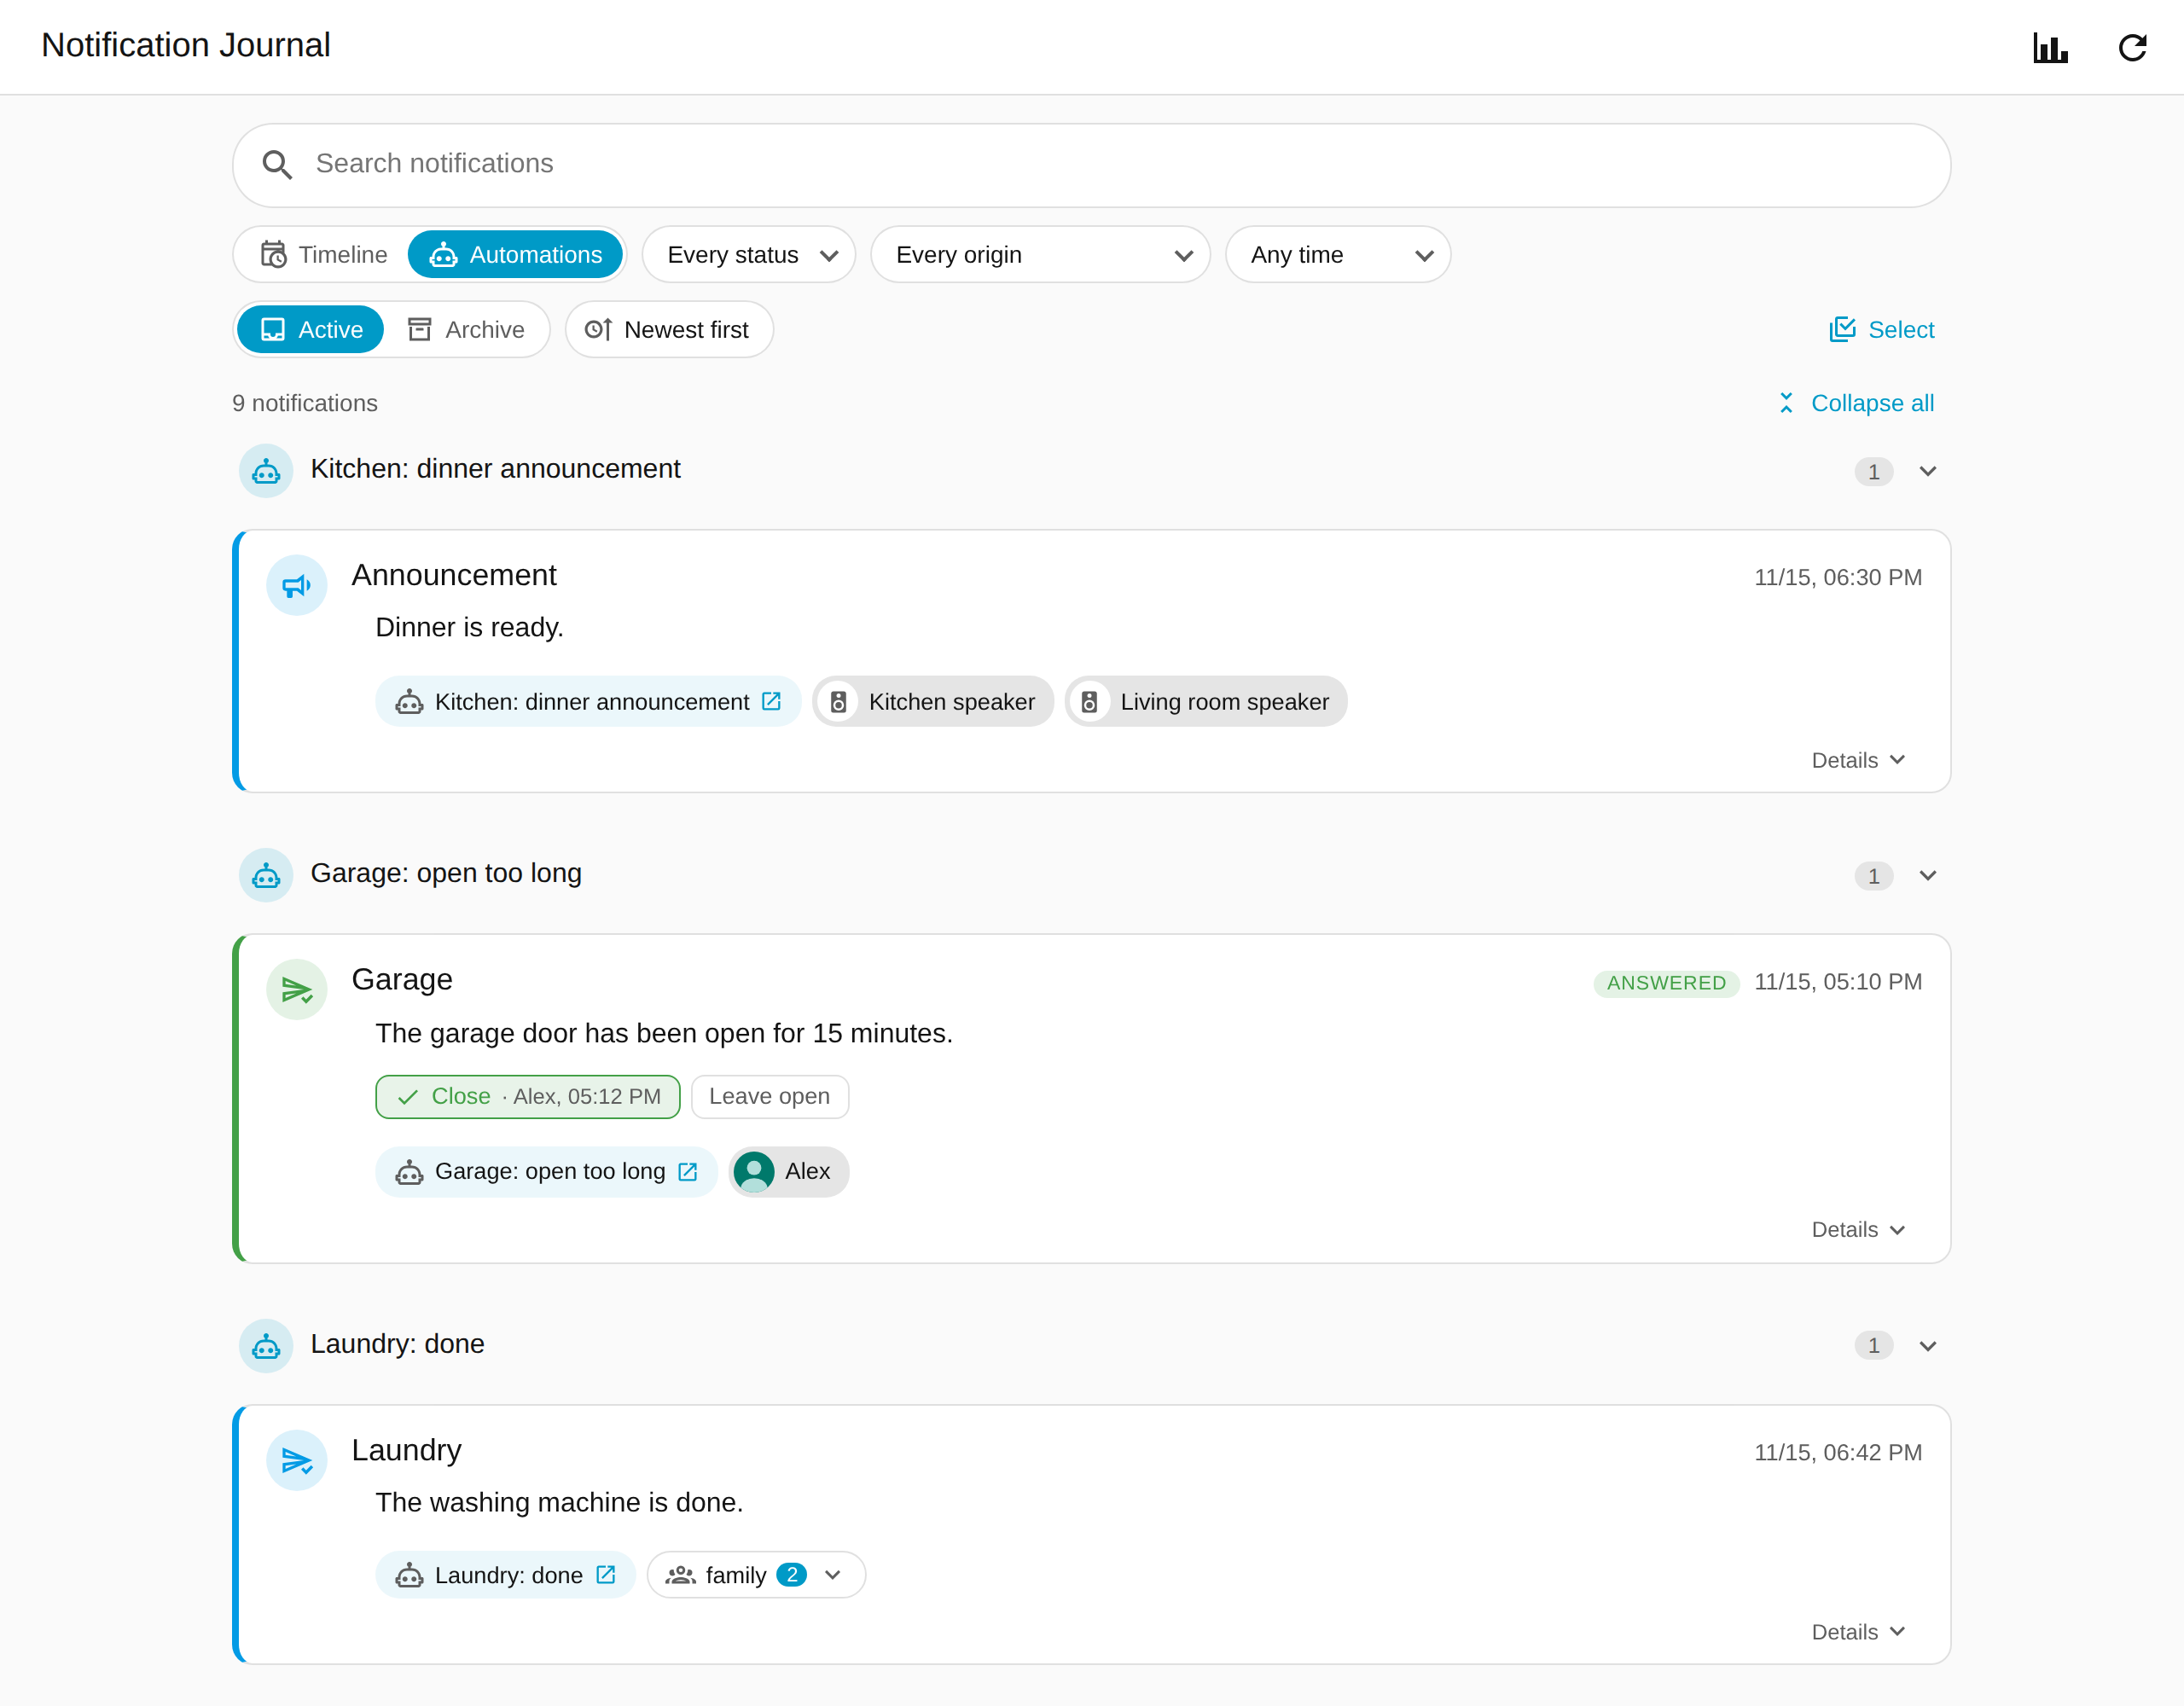 Notification Journal
Search notifications
Timeline Automations Every status Every origin Any time
Active Archive Newest first Select
9 notifications Collapse all
Kitchen: dinner announcement 1
Announcement 11/15, 06:30 PM
Dinner is ready.
Kitchen: dinner announcement Kitchen speaker Living room speaker
Details
Garage: open too long 1
Garage ANSWERED 11/15, 05:10 PM
The garage door has been open for 15 minutes.
Close · Alex, 05:12 PM Leave open
Garage: open too long Alex
Details
Laundry: done 1
Laundry 11/15, 06:42 PM
The washing machine is done.
Laundry: done family 2
Details